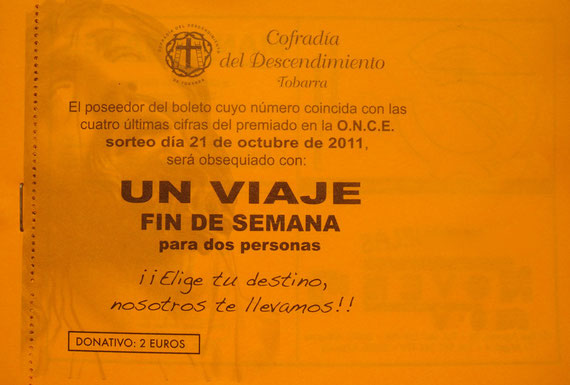 Cofradía
del Descendimiento
Tobarra
El poseedor del boleto cuyo número coincida con las
cuatro últimas cifras del premiado en la O.N.C.E.
sorteo día 21 de octubre de 2011,
será obsequiado con:
UN VIAJE
FIN DE SEMANA
para dos personas
¡¡Elige tu destino,
nosotros te llevamos!!
DONATIVO: 2 EUROS